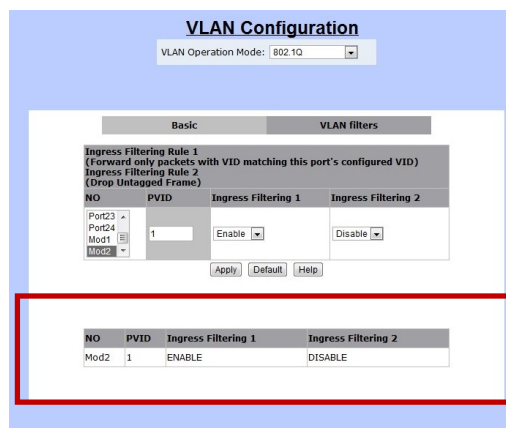 VLAN Configuration
VLAN Operation Mode: 802.1Q
Basic VLAN filters
Ingress Filtering Rule 1
(Forward only packets with VID matching this port's configured VID)
Ingress Filtering Rule 2
(Drop Untagged Frame)
NO PVID Ingress Filtering 1 Ingress Filtering 2
Port23
Port24
Mod1
Mod2
1 Enable Disable
Apply Default Help
NO PVID Ingress Filtering 1 Ingress Filtering 2
Mod2 1 ENABLE DISABLE